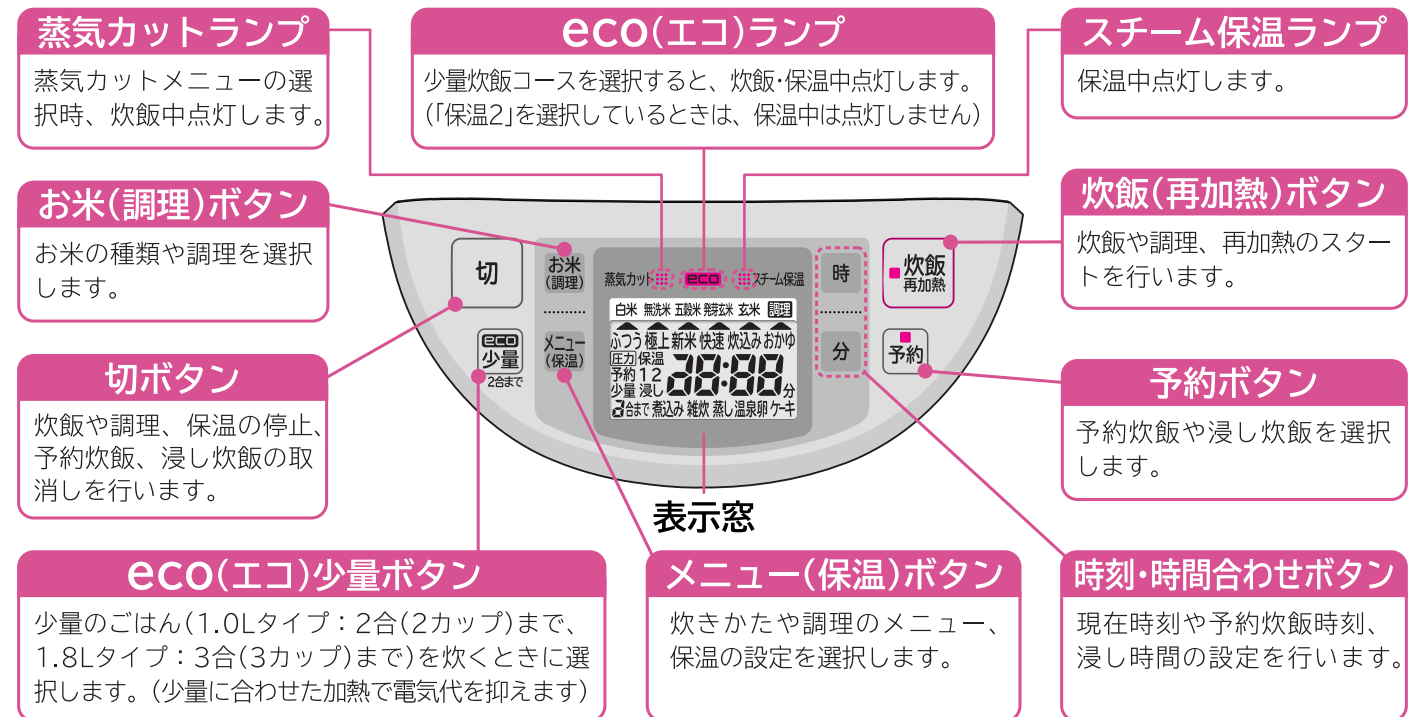 蒸気カットランプ
蒸気カットメニューの選
択時、炊飯中点灯します。
eco(エコ)ランプ
少量炊飯コースを選択すると、炊飯・保温中点灯します。
(「保温2」を選択しているときは、保温中は点灯しません)
スチーム保温ランプ
保温中点灯します。
お米(調理)ボタン
お米の種類や調理を選択
します。
炊飯(再加熱)ボタン
炊飯や調理、再加熱のスター
トを行います。
切
お米
(調理)
蒸気カット eco スチーム保温
時
炊飯
再加熱
白米 無洗米 五穀米 発芽玄米 玄米 調理
ふつう 極上 新米 快速 炊込み おかゆ
圧力 保温
予約 1 2 88:88
少量 浸し 分
2合まで 煮込み 雑炊 蒸し 温泉卵 ケーキ
eco
少量
2合まで
メニュー
(保温)
分
予約
表示窓
切ボタン
炊飯や調理、保温の停止、
予約炊飯、浸し炊飯の取
消しを行います。
予約ボタン
予約炊飯や浸し炊飯を選択
します。
eco(エコ)少量ボタン
少量のごはん(1.0Lタイプ：2合(2カップ)まで、
1.8Lタイプ：3合(3カップ)まで)を炊くときに選
択します。(少量に合わせた加熱で電気代を抑えます)
メニュー(保温)ボタン
炊きかたや調理のメニュー、
保温の設定を選択します。
時刻・時間合わせボタン
現在時刻や予約炊飯時刻、
浸し時間の設定を行います。